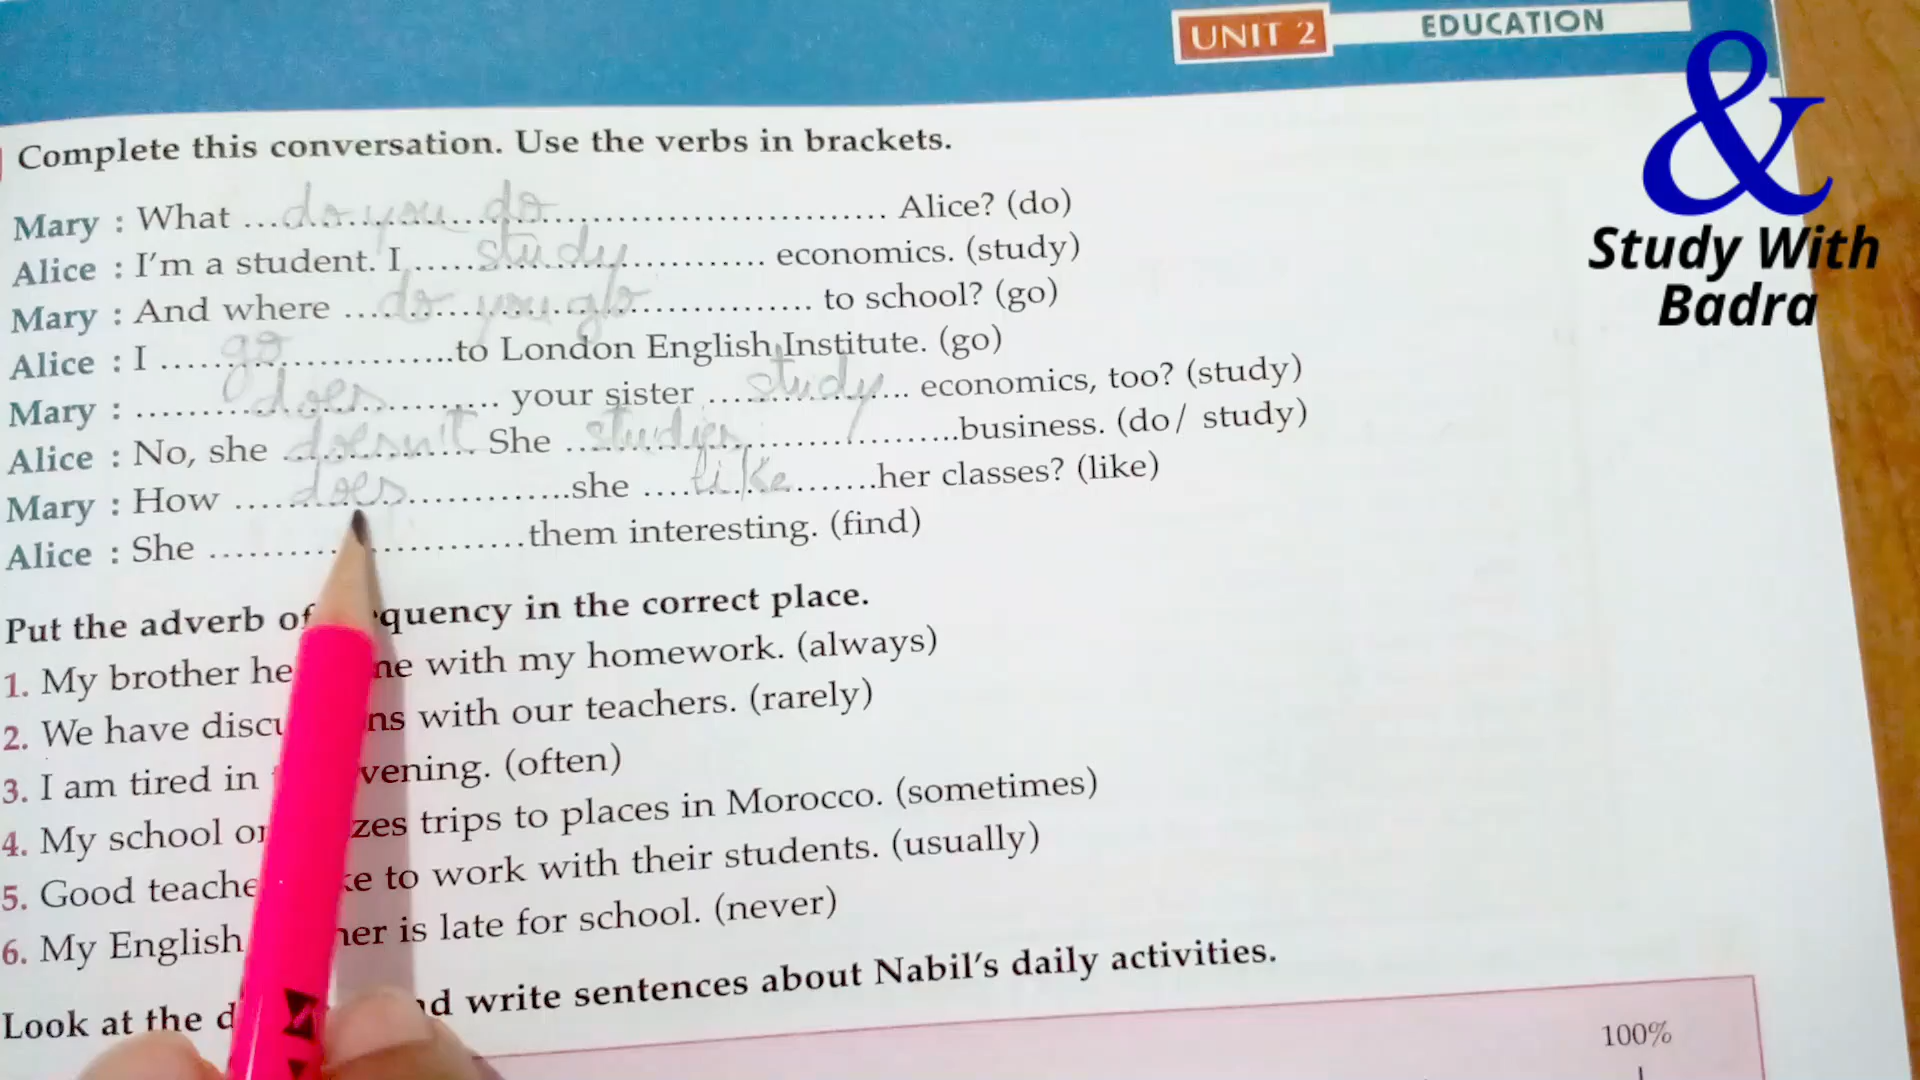 UNIT 2 EDUCATION
&
Study With
Badra
Complete this conversation. Use the verbs in brackets.
Mary : What ... do you do ... Alice? (do)
Alice : I'm a student. I ... study ... economics. (study)
Mary : And where ... do you go ... to school? (go)
Alice : I ... go ... to London English Institute. (go)
Mary : ... does ... your sister ... study ... economics, too? (study)
Alice : No, she ... doesn't ... She ... studies ... business. (do/ study)
Mary : How ... does ... she ... like ... her classes? (like)
Alice : She ... them interesting. (find)
Put the adverb of quency in the correct place.
1. My brother he me with my homework. (always)
2. We have discu ns with our teachers. (rarely)
3. I am tired in vening. (often)
4. My school or zes trips to places in Morocco. (sometimes)
5. Good teache ke to work with their students. (usually)
6. My English her is late for school. (never)
Look at the d nd write sentences about Nabil's daily activities.
100%